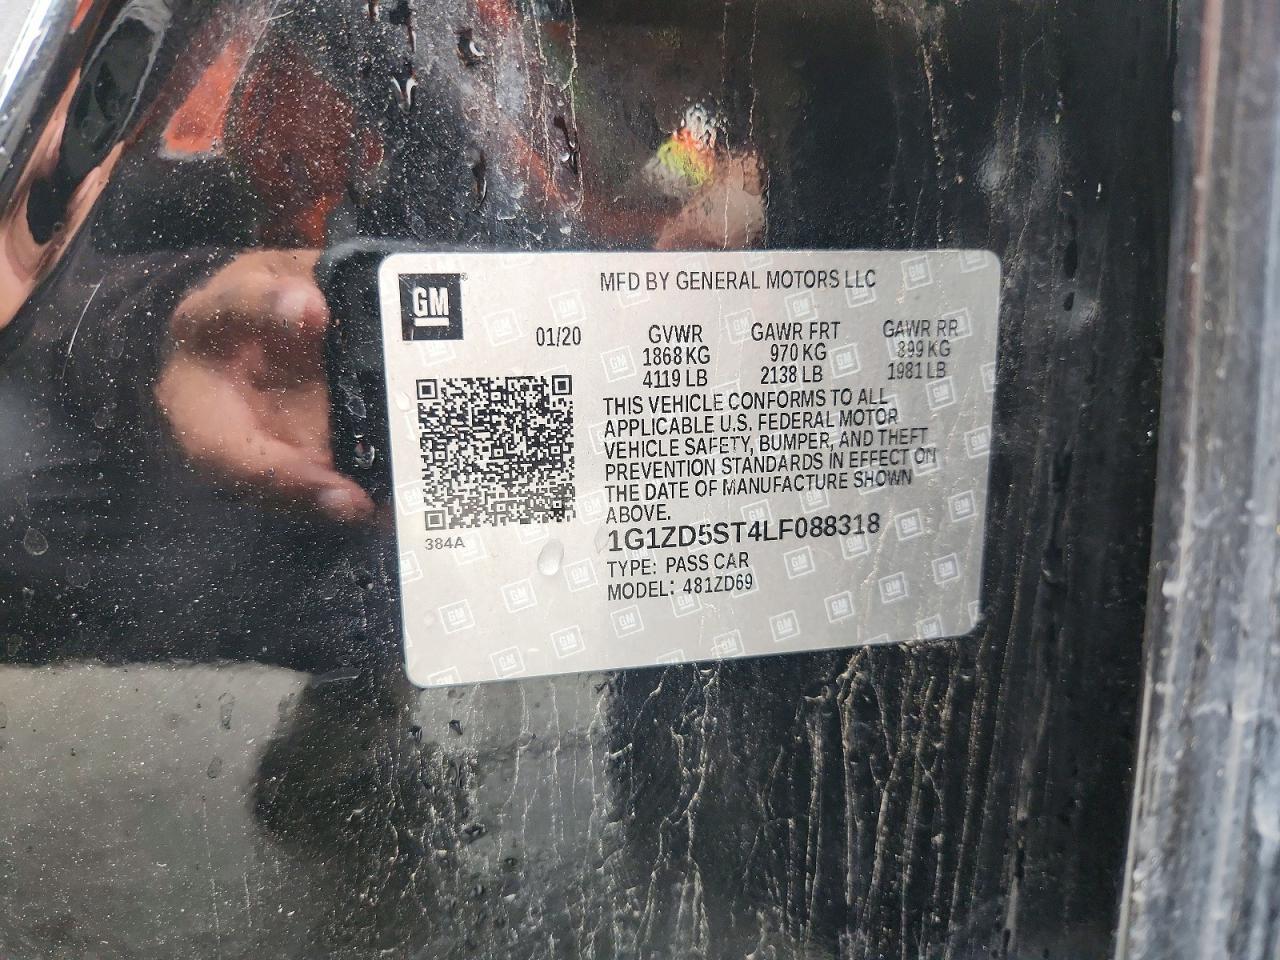 GM
MFD BY GENERAL MOTORS LLC
01/20 GVWR GAWR FRT GAWR RR
1868 KG 970 KG 899 KG
4119 LB 2138 LB 1981 LB
THIS VEHICLE CONFORMS TO ALL
APPLICABLE U.S. FEDERAL MOTOR
VEHICLE SAFETY, BUMPER, AND THEFT
PREVENTION STANDARDS IN EFFECT ON
THE DATE OF MANUFACTURE SHOWN
ABOVE.
384A
1G1ZD5ST4LF088318
TYPE: PASS CAR
MODEL: 481ZD69